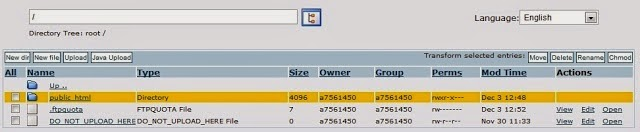 /
Language: English
Directory Tree: root /
New dir New file Upload Java Upload Transform selected entries: Move Delete Rename Chmod
All Name Type Size Owner Group Perms Mod Time Actions
Up ..
public_html Directory 4096 a7561450 a7561450 rwxr-x--- Dec 3 12:48
.ftpquota FTPQUOTA File 7 a7561450 a7561450 rw------- Dec 3 12:52 View Edit Open
DO_NOT_UPLOAD_HERE DO_NOT_UPLOAD_HERE File 0 a7561450 a7561450 rw-r--r-- Nov 30 11:33 View Edit Open